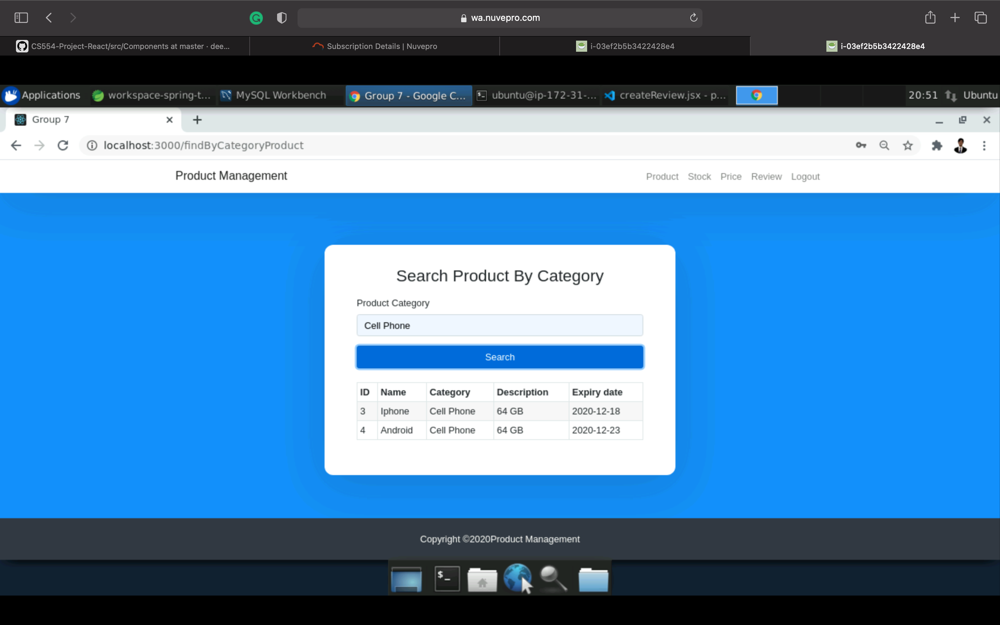 wa.nuvepro.com
CS554-Project-React/src/Components at master · dee...
Subscription Details | Nuvepro
i-03ef2b5b3422428e4
i-03ef2b5b3422428e4
Applications
workspace-spring-t...
MySQL Workbench
Group 7 - Google C...
ubuntu@ip-172-31-...
createReview.jsx - p...
20:51
Ubuntu
Group 7
localhost:3000/findByCategoryProduct
Product Management
Product Stock Price Review Logout
Search Product By Category
Product Category
Cell Phone
Search
ID Name Category Description Expiry date
3 Iphone Cell Phone 64 GB 2020-12-18
4 Android Cell Phone 64 GB 2020-12-23
Copyright ©2020Product Management